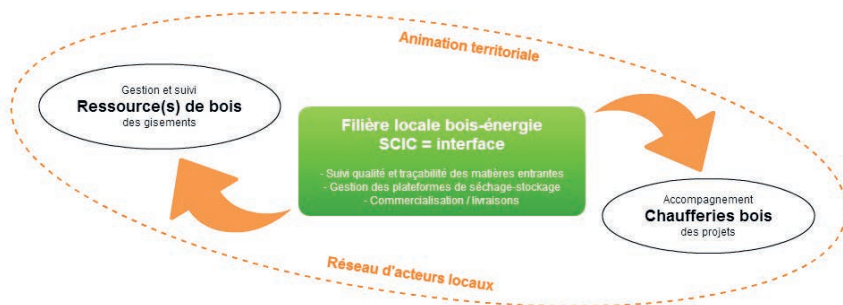 Animation territoriale
Gestion et suivi
Ressource(s) de bois
des gisements
Filière locale bois-énergie
SCIC = interface
- Suivi qualité et traçabilité des matières entrantes
- Gestion des plateformes de séchage-stockage
- Commercialisation / livraisons
Accompagnement
Chaufferies bois
des projets
Réseau d'acteurs locaux